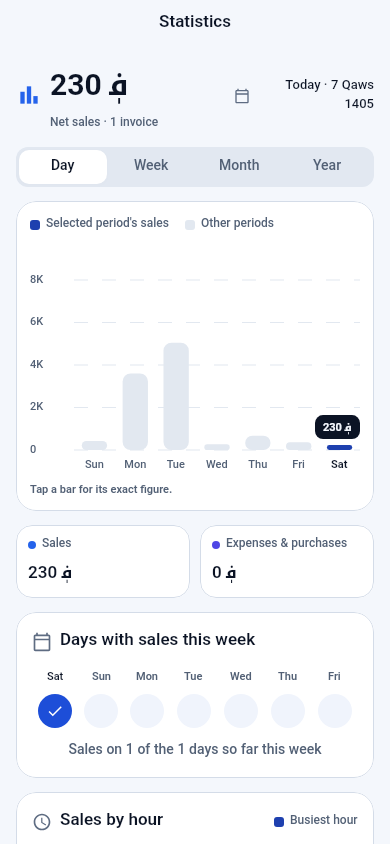 Statistics
230 ؋
Today · 7 Qaws
1405
Net sales · 1 invoice
Day Week Month Year
Selected period's sales Other periods
8K
6K
4K
2K
230 ؋
0
Sun Mon Tue Wed Thu Fri Sat
Tap a bar for its exact figure.
Sales Expenses & purchases
230 ؋ 0 ؋
Days with sales this week
Sat Sun Mon Tue Wed Thu Fri
Sales on 1 of the 1 days so far this week
Sales by hour Busiest hour